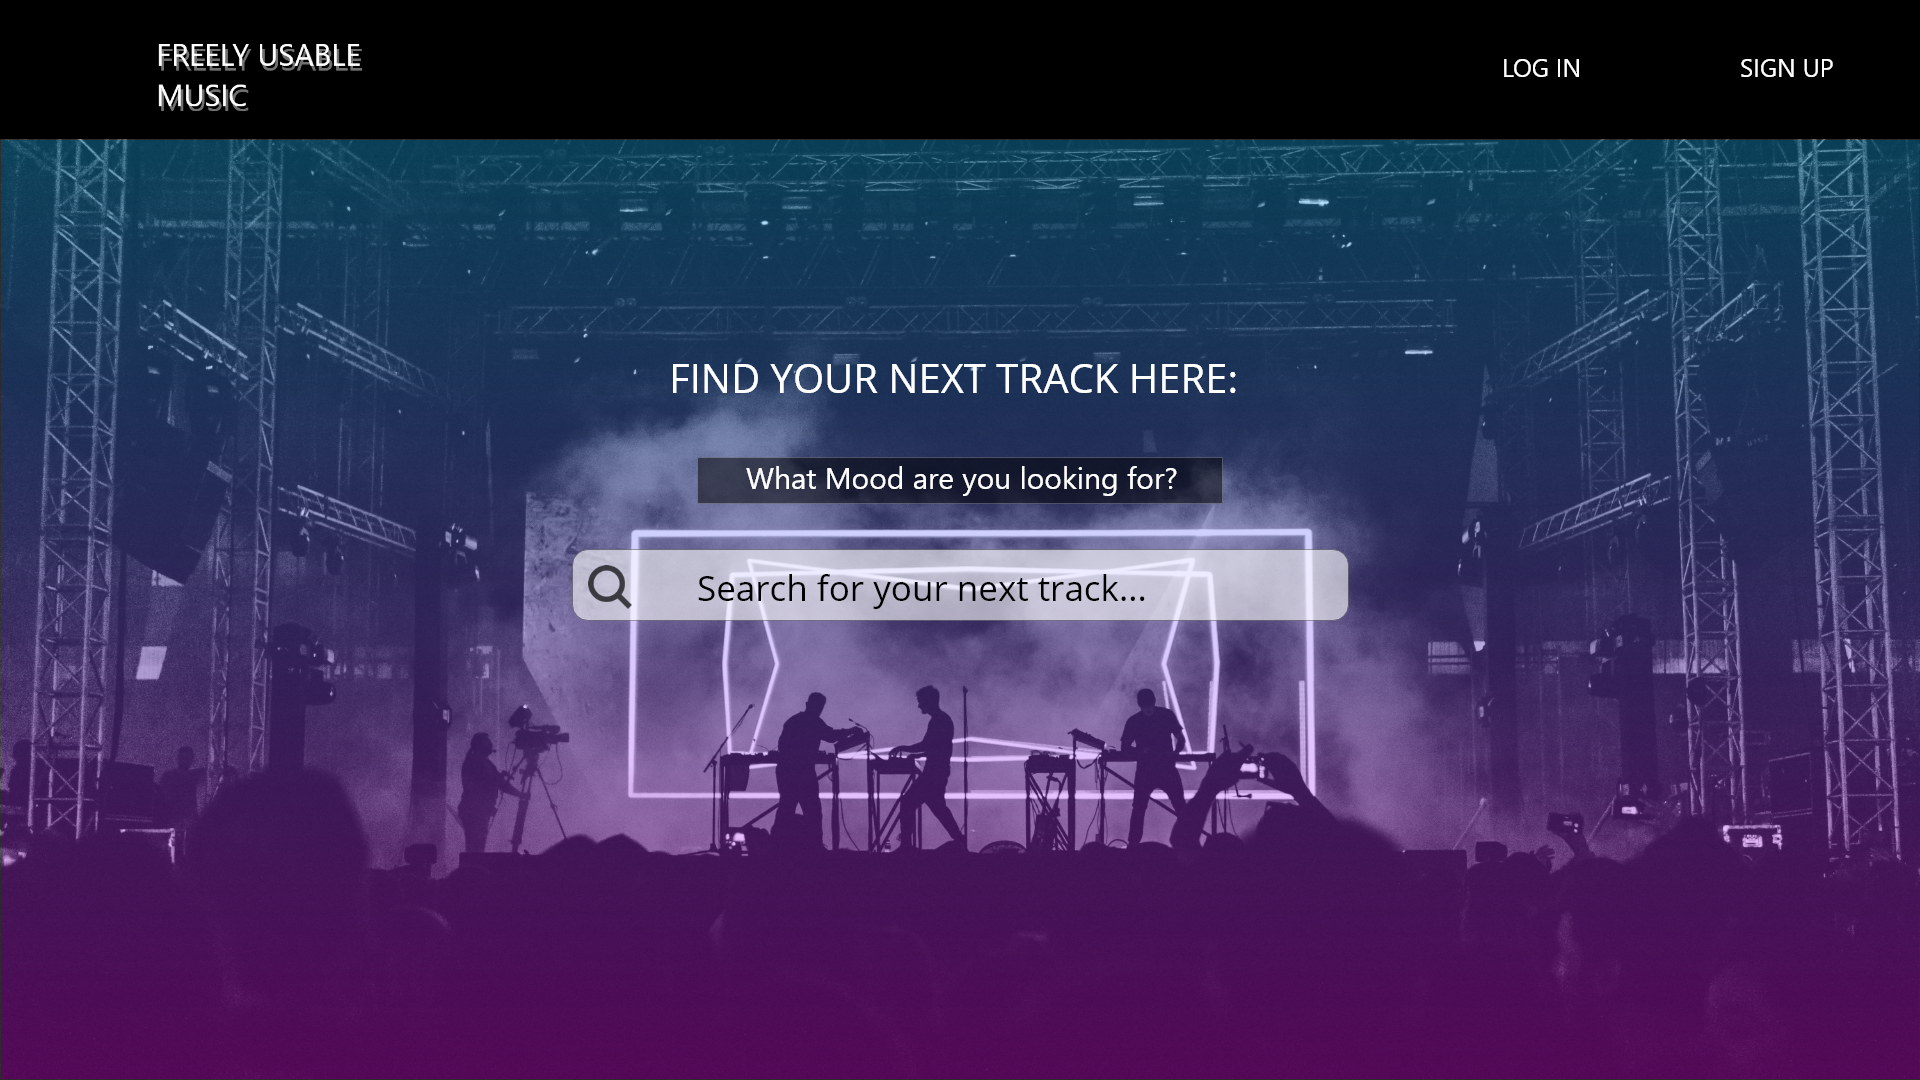 FREELY USABLE
MUSIC
LOG IN
SIGN UP
FIND YOUR NEXT TRACK HERE:
What Mood are you looking for?
Search for your next track...